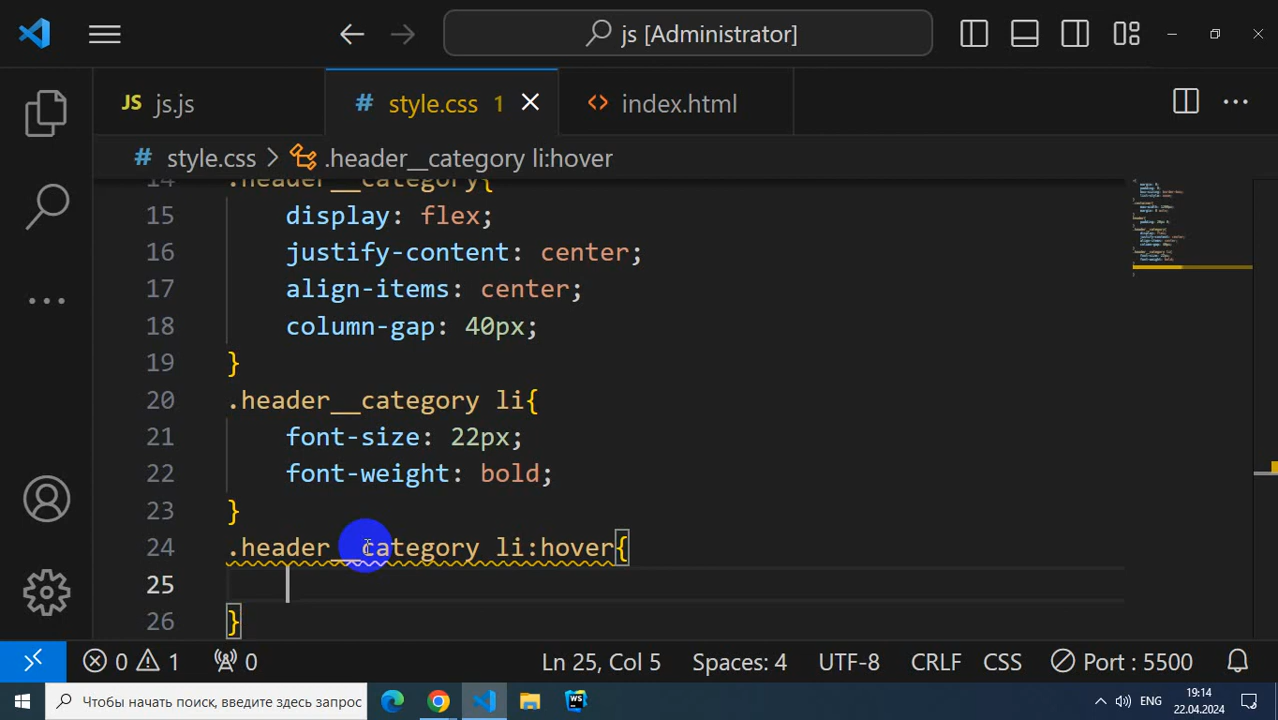 js [Administrator]
JS js.js
# style.css 1
<> index.html
# style.css > .header__category li:hover
14 .header__category{
15 display: flex;
16 justify-content: center;
17 align-items: center;
18 column-gap: 40px;
19 }
20 .header__category li{
21 font-size: 22px;
22 font-weight: bold;
23 }
24 .header__category li:hover{
25
26 }
0 1 0 Ln 25, Col 5 Spaces: 4 UTF-8 CRLF CSS Port : 5500
Чтобы начать поиск, введите здесь запрос
WS
ENG
19:14
22.04.2024